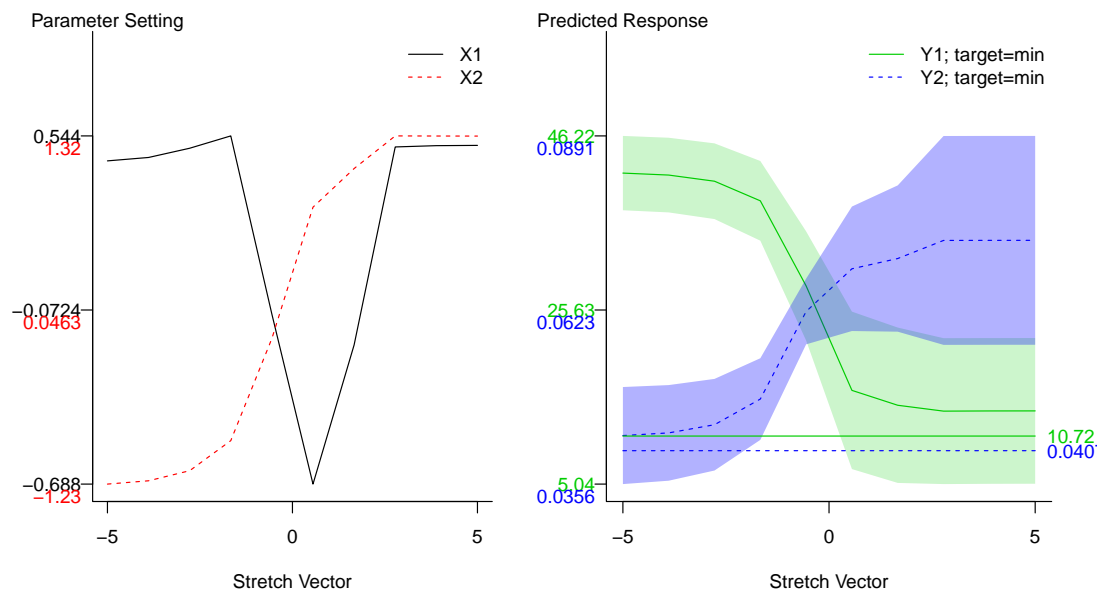 Parameter Setting
X1
X2
0.544
1.32
−0.0724
0.0463
−0.688
−1.23
−5
0
5
Stretch Vector
Predicted Response
Y1; target=min
Y2; target=min
46.22
0.0891
25.63
0.0623
5.04
0.0356
10.72
0.040
−5
0
5
Stretch Vector